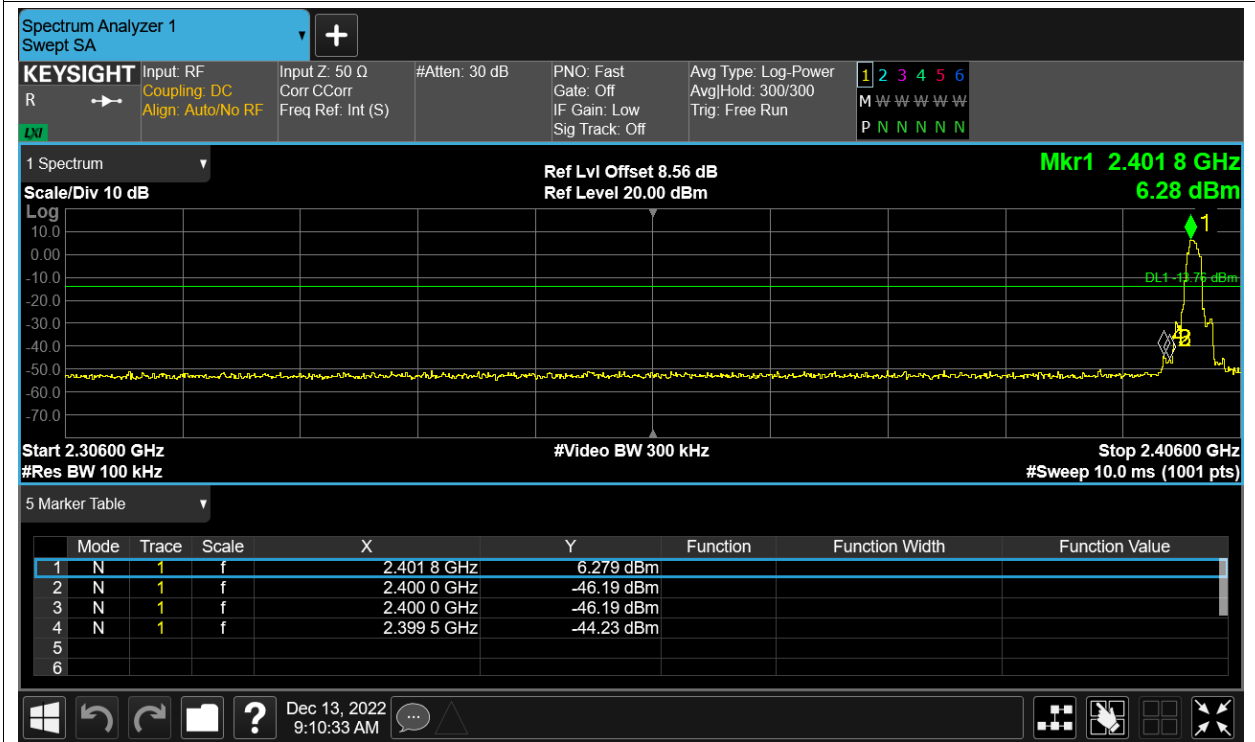 Spectrum Analyzer 1
Swept SA
+
KEYSIGHT Input: RF Input Z: 50 Ω #Atten: 30 dB PNO: Fast Avg Type: Log-Power 1 2 3 4 5 6
R Coupling: DC Corr CCorr Gate: Off Avg|Hold: 300/300 M W W W W W
Align: Auto/No RF Freq Ref: Int (S) IF Gain: Low Trig: Free Run
LXI Sig Track: Off P N N N N N
1 Spectrum Ref Lvl Offset 8.56 dB Mkr1 2.401 8 GHz
Scale/Div 10 dB Ref Level 20.00 dBm 6.28 dBm
Log
1
10.0
0.00
-10.0
DL1 -13.76 dBm
-20.0
-30.0
-40.0
-50.0
-60.0
-70.0
Start 2.30600 GHz #Video BW 300 kHz Stop 2.40600 GHz
#Res BW 100 kHz #Sweep 10.0 ms (1001 pts)
5 Marker Table
Mode Trace Scale X Y Function Function Width Function Value
1 N 1 f 2.401 8 GHz 6.279 dBm
2 N 1 f 2.400 0 GHz -46.19 dBm
3 N 1 f 2.400 0 GHz -46.19 dBm
4 N 1 f 2.399 5 GHz -44.23 dBm
5
6
? Dec 13, 2022
9:10:33 AM